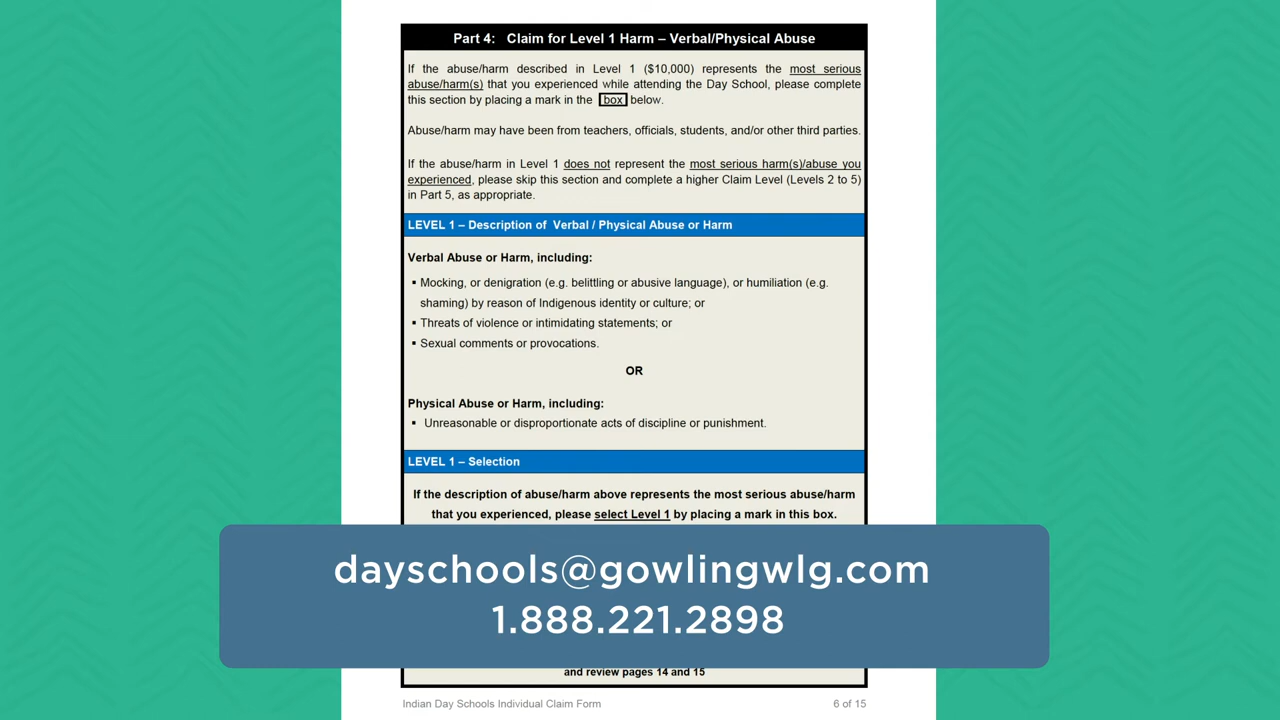 Part 4: Claim for Level 1 Harm – Verbal/Physical Abuse
If the abuse/harm described in Level 1 ($10,000) represents the most serious
abuse/harm(s) that you experienced while attending the Day School, please complete
this section by placing a mark in the box below.
Abuse/harm may have been from teachers, officials, students, and/or other third parties.
If the abuse/harm in Level 1 does not represent the most serious harm(s)/abuse you
experienced, please skip this section and complete a higher Claim Level (Levels 2 to 5)
in Part 5, as appropriate.
LEVEL 1 – Description of Verbal / Physical Abuse or Harm
Verbal Abuse or Harm, including:
▪ Mocking, or denigration (e.g. belittling or abusive language), or humiliation (e.g.
shaming) by reason of Indigenous identity or culture; or
▪ Threats of violence or intimidating statements; or
▪ Sexual comments or provocations.
OR
Physical Abuse or Harm, including:
▪ Unreasonable or disproportionate acts of discipline or punishment.
LEVEL 1 – Selection
If the description of abuse/harm above represents the most serious abuse/harm
that you experienced, please select Level 1 by placing a mark in this box.
dayschools@gowlingwlg.com
1.888.221.2898
and review pages 14 and 15
Indian Day Schools Individual Claim Form 6 of 15